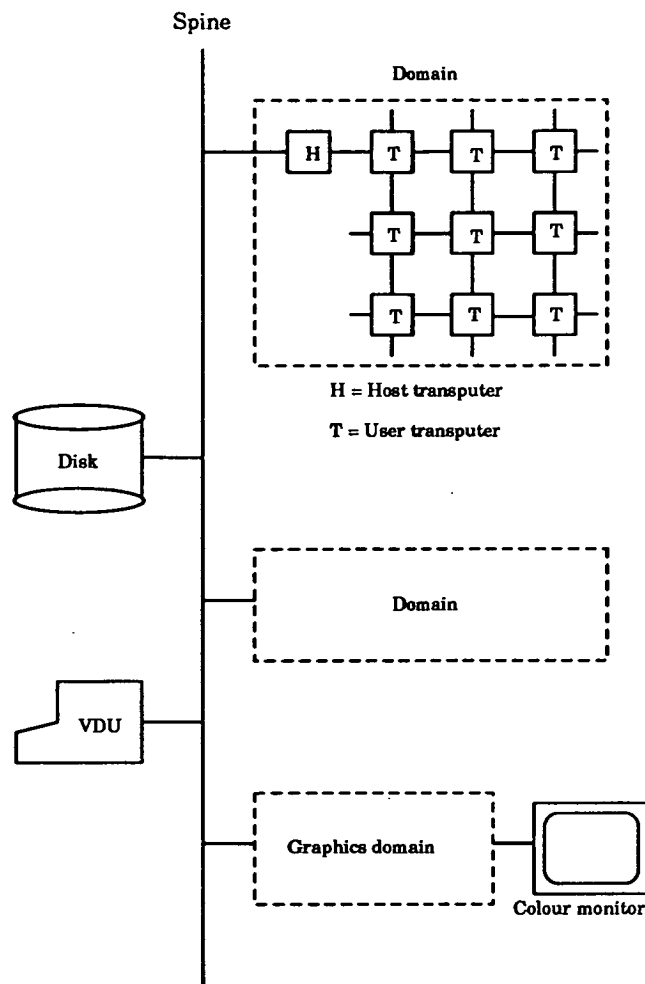 Spine
Domain
H T T T
T T T
T T T
H = Host transputer
T = User transputer
Disk
Domain
VDU
Graphics domain
Colour monitor